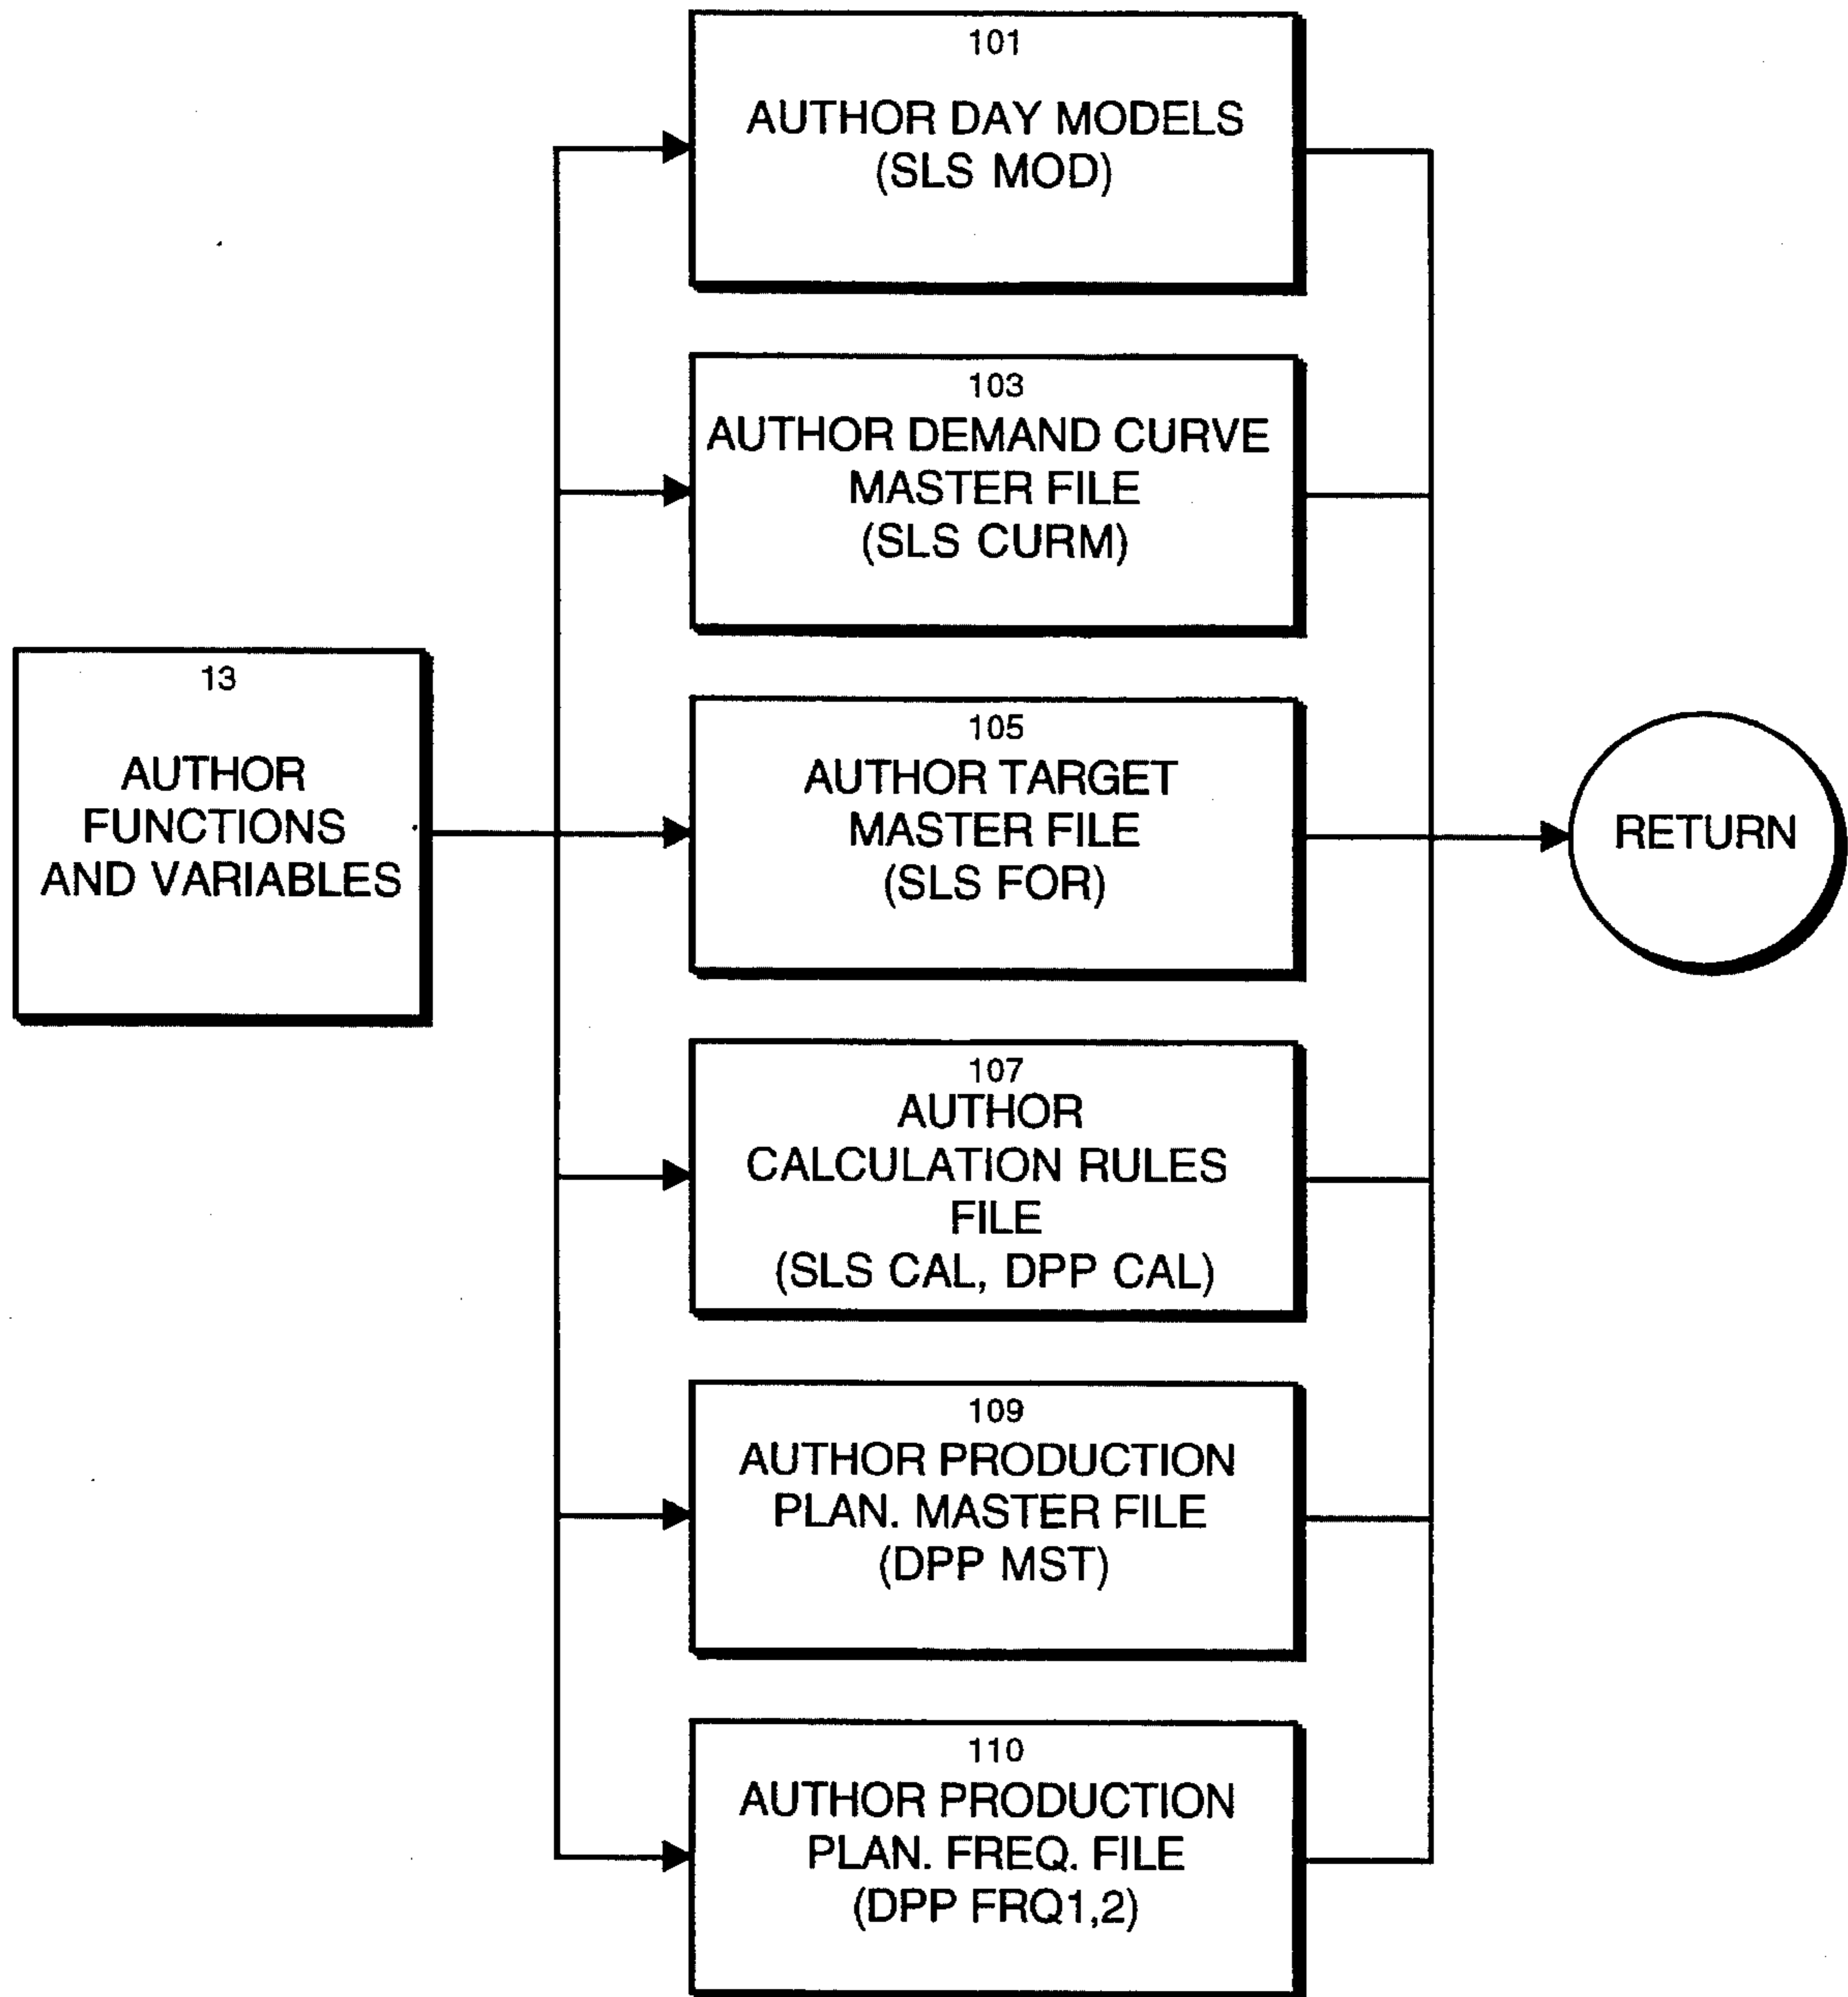 13
AUTHOR
FUNCTIONS
AND VARIABLES
101
AUTHOR DAY MODELS
(SLS MOD)
103
AUTHOR DEMAND CURVE
MASTER FILE
(SLS CURM)
105
AUTHOR TARGET
MASTER FILE
(SLS FOR)
107
AUTHOR
CALCULATION RULES
FILE
(SLS CAL, DPP CAL)
109
AUTHOR PRODUCTION
PLAN. MASTER FILE
(DPP MST)
110
AUTHOR PRODUCTION
PLAN. FREQ. FILE
(DPP FRQ1,2)
RETURN